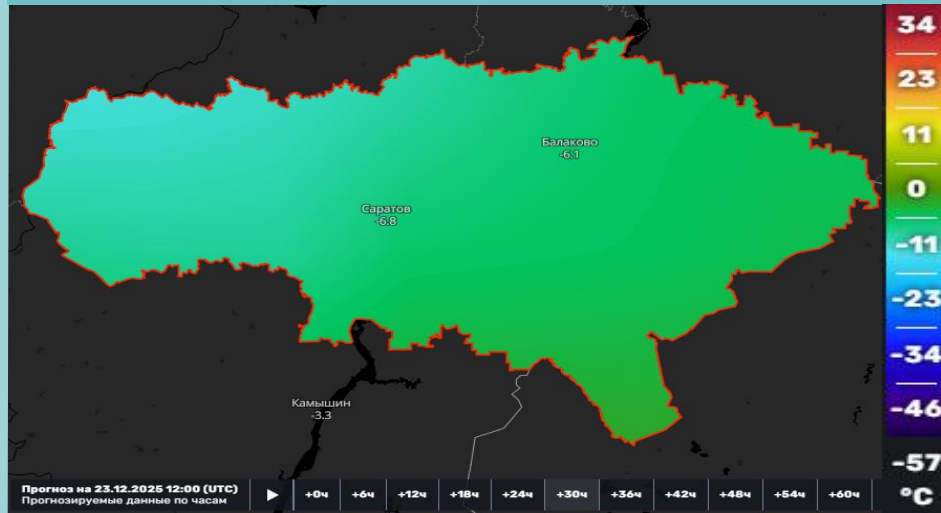 Балаково
-6.1
Саратов
-6.8
Камышин
-3.3
34
23
11
0
-11
-23
-34
-46
-57
°C
Прогноз на 23.12.2025 12:00 (UTC)
Прогнозируемые данные по часам
+0ч +6ч +12ч +18ч +24ч +30ч +36ч +42ч +48ч +54ч +60ч